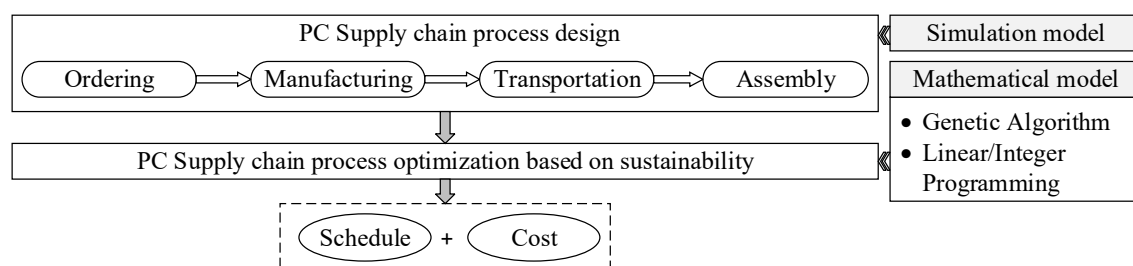 PC Supply chain process design
Simulation model
Ordering
Manufacturing
Transportation
Assembly
Mathematical model
• Genetic Algorithm
• Linear/Integer
Programming
PC Supply chain process optimization based on sustainability
Schedule + Cost